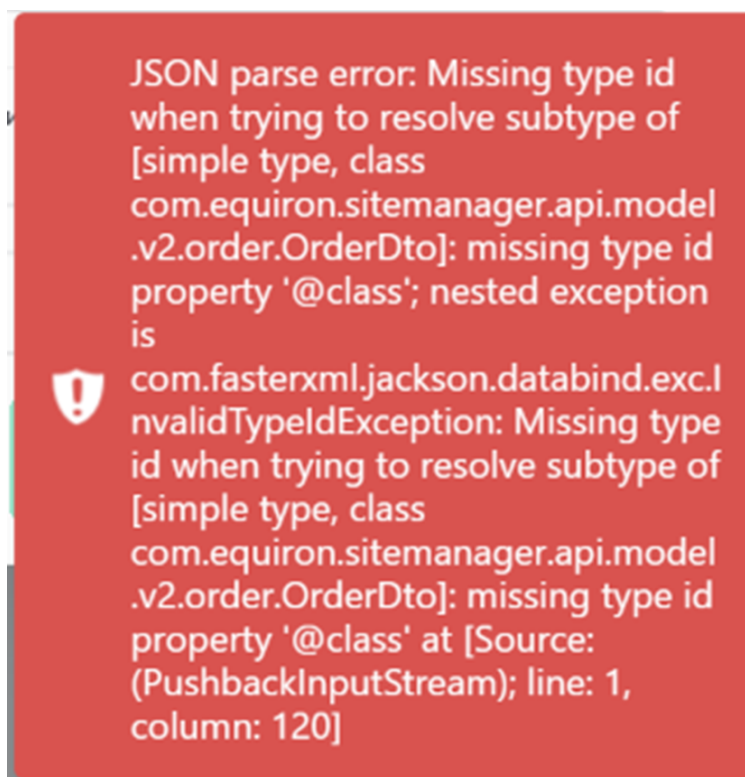 JSON parse error: Missing type id
when trying to resolve subtype of
[simple type, class
com.equiron.sitemanager.api.model
.v2.order.OrderDto]: missing type id
property '@class'; nested exception
is
com.fasterxml.jackson.databind.exc.I
nvalidTypeIdException: Missing type
id when trying to resolve subtype of
[simple type, class
com.equiron.sitemanager.api.model
.v2.order.OrderDto]: missing type id
property '@class' at [Source:
(PushbackInputStream); line: 1,
column: 120]